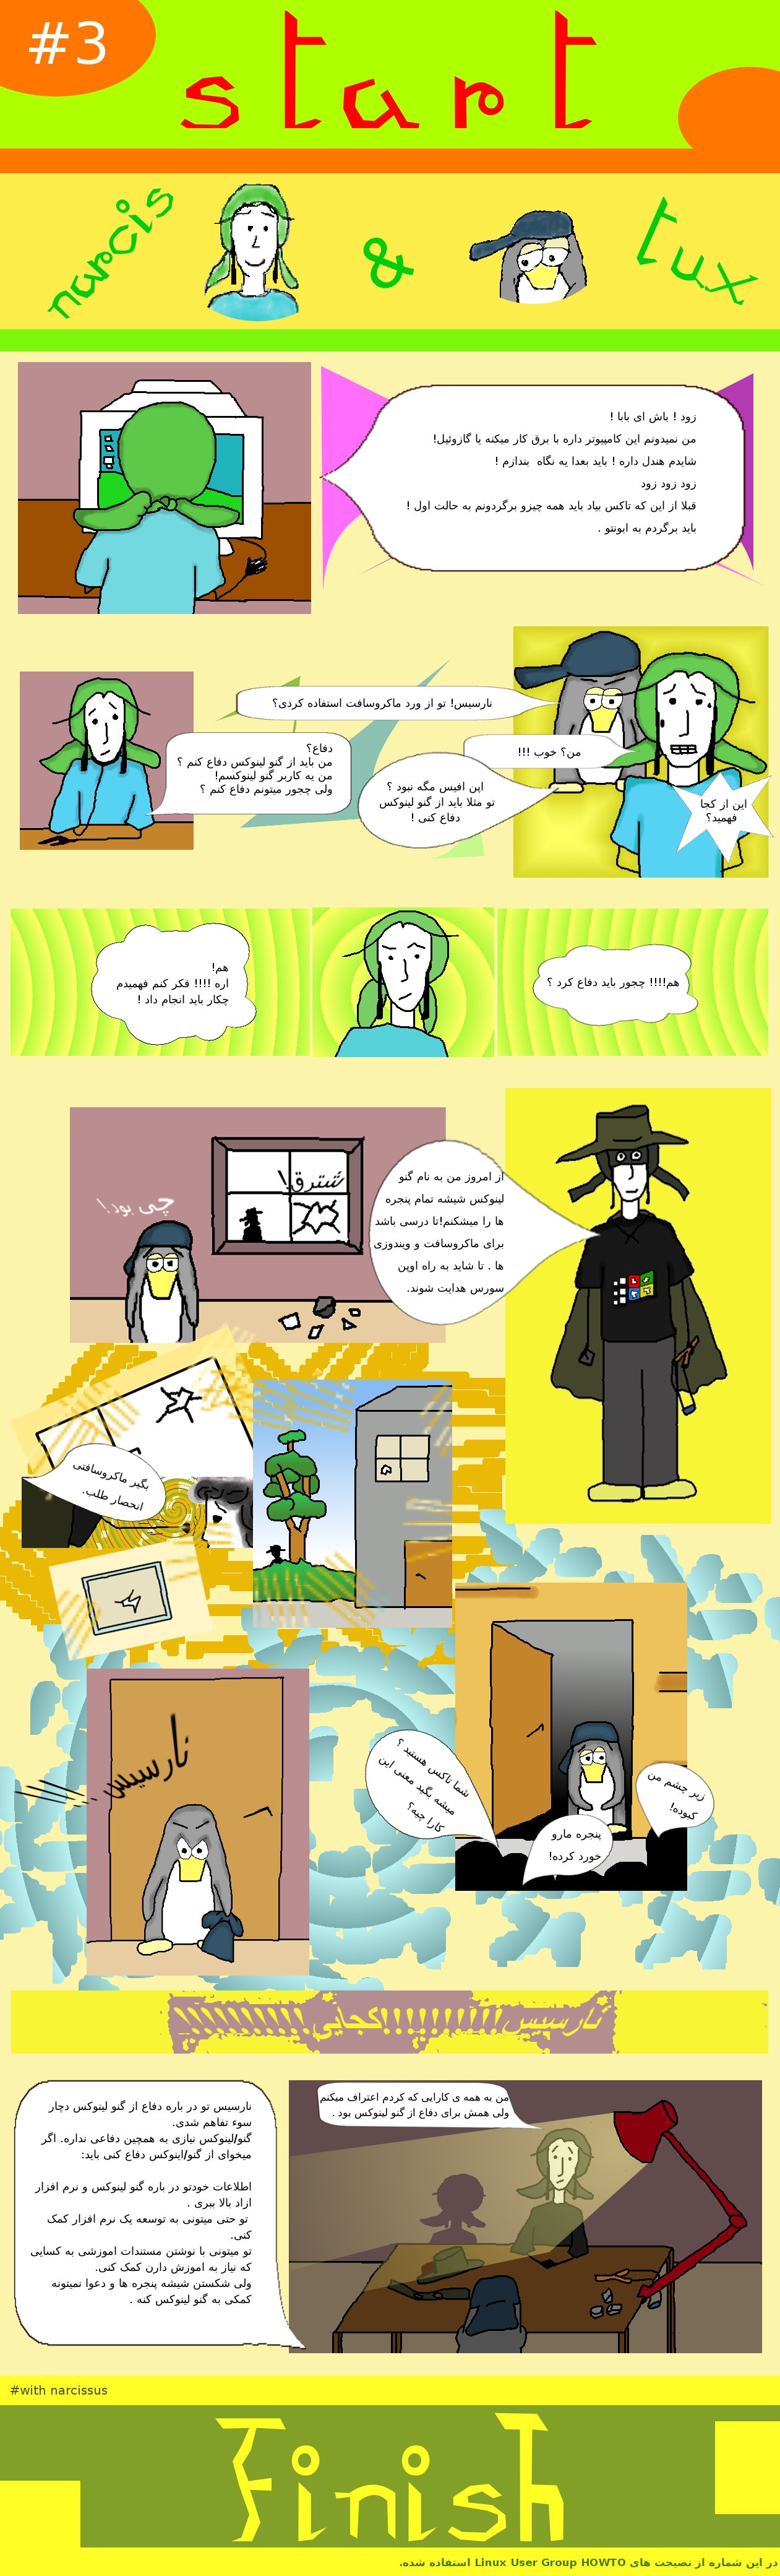 #3
start
narcis & tux
زود ! باش ای بابا !
من نمیدونم این کامپیوتر داره با برق کار میکنه یا گازوئیل!
شایدم هندل داره ! باید بعدا یه نگاه بندازم !
زود زود زود
قبلا از این که تاکس بیاد باید همه چیزو برگردونم به حالت اول !
باید برگردم به ابونتو .
نارسیس! تو از ورد ماکروسافت استفاده کردی؟
من؟ خوب !!!
این از کجا
فهمید؟
اپن افیس مگه نبود ؟
تو مثلا باید از گنو لینوکس
دفاع کنی !
دفاع؟
من باید از گنو لینوکس دفاع کنم ؟
من یه کاربر گنو لینوکسم!
ولی چجور میتونم دفاع کنم ؟
هم!!!! چجور باید دفاع کرد ؟
هم!
اره !!!! فکر کنم فهمیدم
چکار باید انجام داد !
از امروز من به نام گنو
لینوکس شیشه تمام پنجره
ها را میشکنم!تا درسی باشد
برای ماکروسافت و ویندوزی
ها . تا شاید به راه اوپن
سورس هدایت شوند.
شترق!
چی بود!
بگیر ماکروسافتی
انحصار طلب.
شما تاکس هستید ؟
میشه بگید معنی این
کارا چیه؟
پنجره مارو
خورد کرده!
زیر چشم من
کبوده!
نارسیس
نارسیس!!!!!!!!!!کجایی!!!!!!!!!!!
من به همه ی کارایی که کردم اعتراف میکنم
ولی همش برای دفاع از گنو لینوکس بود .
نارسیس تو در باره دفاع از گنو لینوکس دچار
سوء تفاهم شدی.
گنو/لینوکس نیازی به همچین دفاعی نداره. اگر
میخوای از گنو/لینوکس دفاع کنی باید:
اطلاعات خودتو در باره گنو لینوکس و نرم افزار
ازاد بالا ببری .
تو حتی میتونی به توسعه یک نرم افزار کمک
کنی.
تو میتونی با نوشتن مستندات اموزشی به کسایی
که نیاز به اموزش دارن کمک کنی.
ولی شکستن شیشه پنجره ها و دعوا نمیتونه
کمکی به گنو لینوکس کنه .
#with narcissus
Finish
در این شماره از نصیحت های Linux User Group HOWTO استفاده شده.